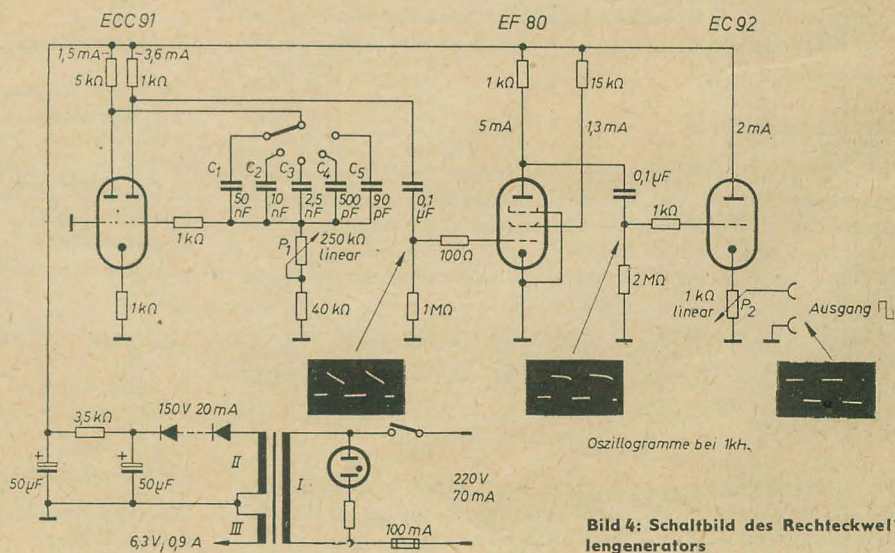 ECC 91
EF 80
EC 92
1,5 mA
3,6 mA
5 kΩ
1 kΩ
1 kΩ
15 kΩ
5 mA
1,3 mA
2 mA
C1
C2
C3
C4
C5
50 nF
10 nF
2,5 nF
500 pF
90 pF
0,1 µF
0,1 µF
1 kΩ
P1
250 kΩ linear
100 Ω
1 kΩ
1 kΩ
40 kΩ
1 MΩ
2 MΩ
1 kΩ linear
P2
Ausgang
3,5 kΩ
150 V 20 mA
+
+
50 µF
50 µF
II
I
III
220 V
70 mA
6,3 V, 0,9 A
100 mA
Oszillogramme bei 1kH.
Bild 4: Schaltbild des Rechteckwel
lengenerators